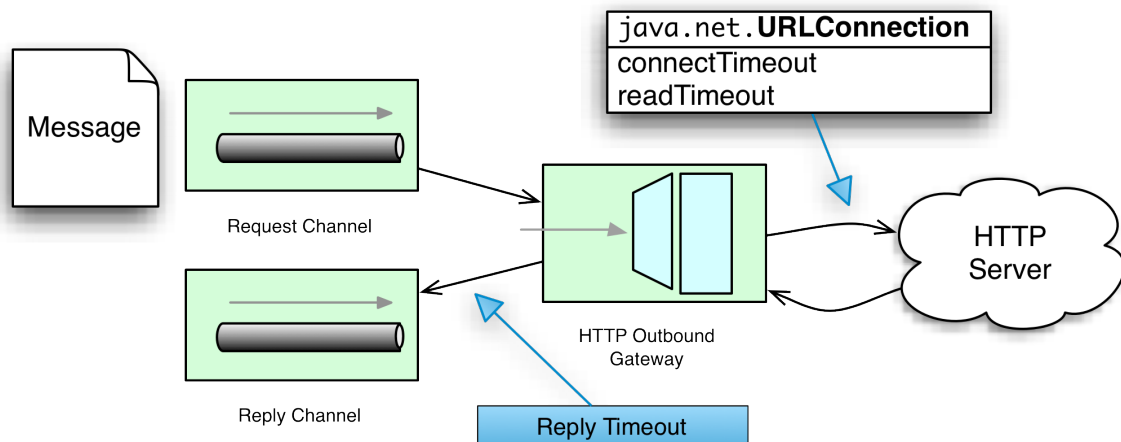 java.net.URLConnection
connectTimeout
readTimeout
Message
Request Channel
HTTP
Server
HTTP Outbound
Gateway
Reply Channel
Reply Timeout